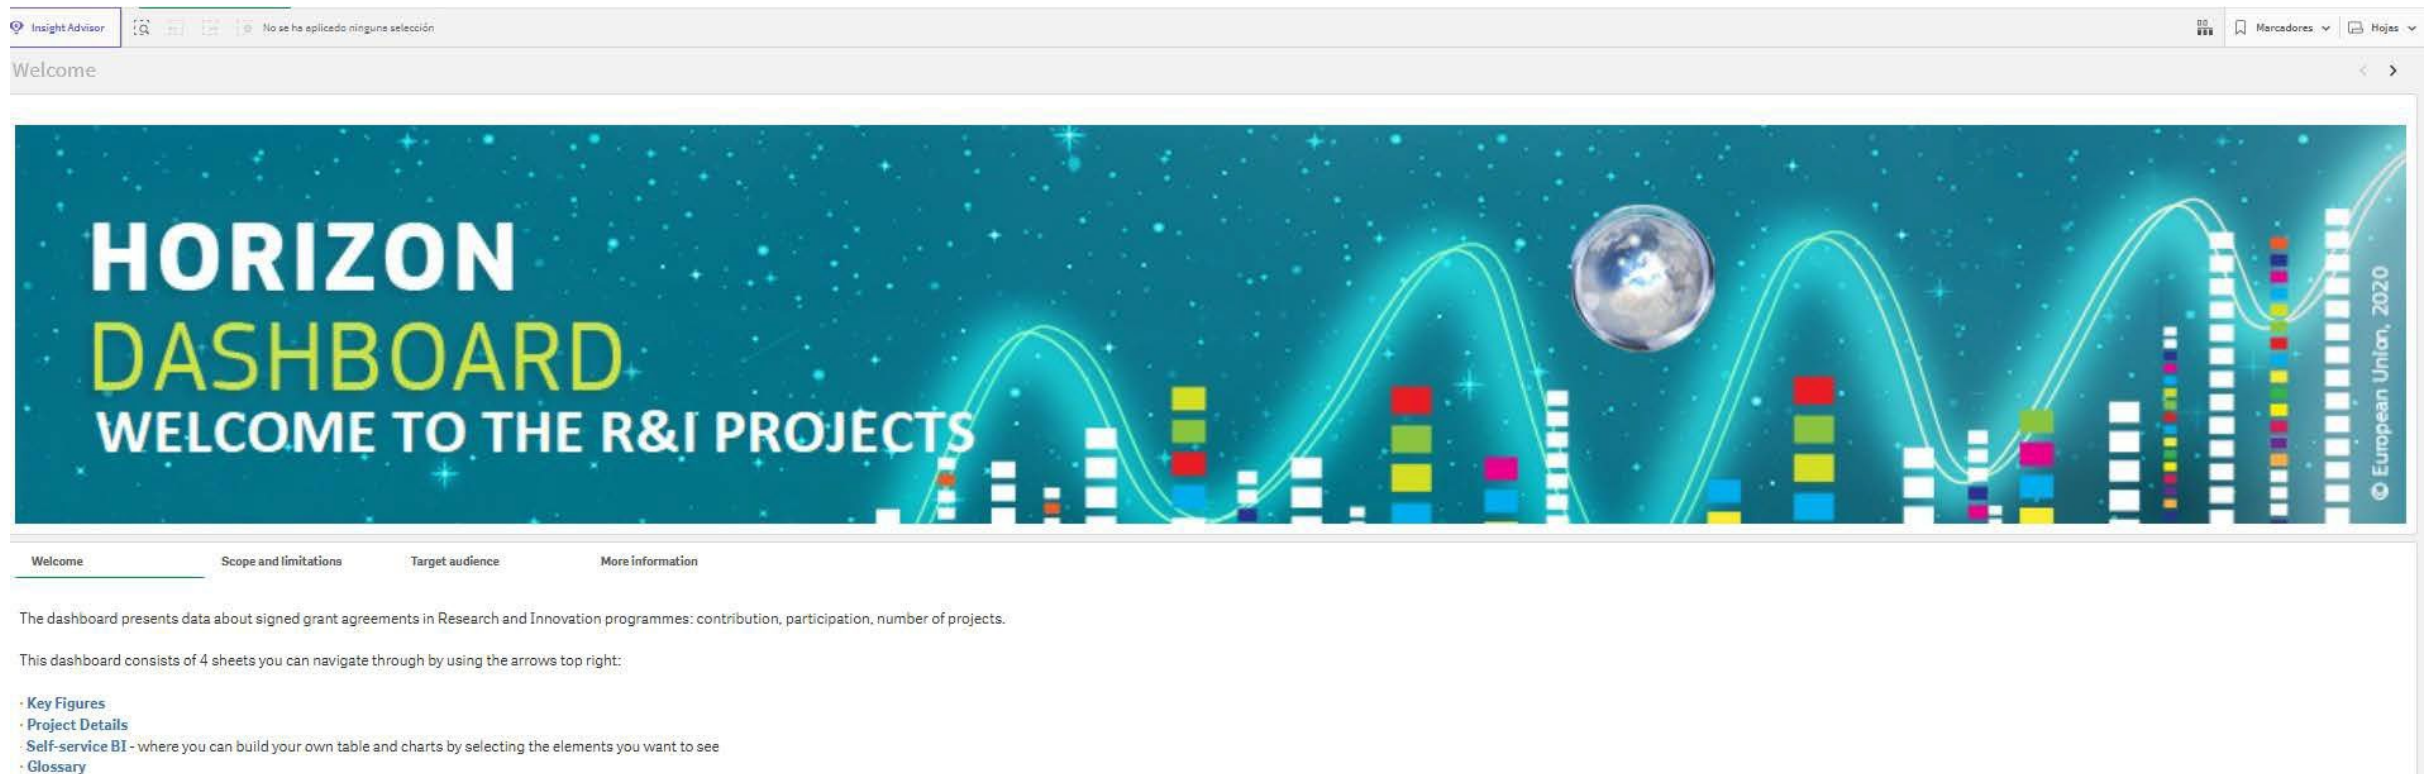 Insight Advisor
No se ha aplicado ninguna selección
Marcadores
Hojas
Welcome
HORIZON
DASHBOARD
WELCOME TO THE R&I PROJECTS
© European Union, 2020
Welcome
Scope and limitations
Target audience
More information
The dashboard presents data about signed grant agreements in Research and Innovation programmes: contribution, participation, number of projects.
This dashboard consists of 4 sheets you can navigate through by using the arrows top right:
· Key Figures
· Project Details
· Self-service BI - where you can build your own table and charts by selecting the elements you want to see
· Glossary